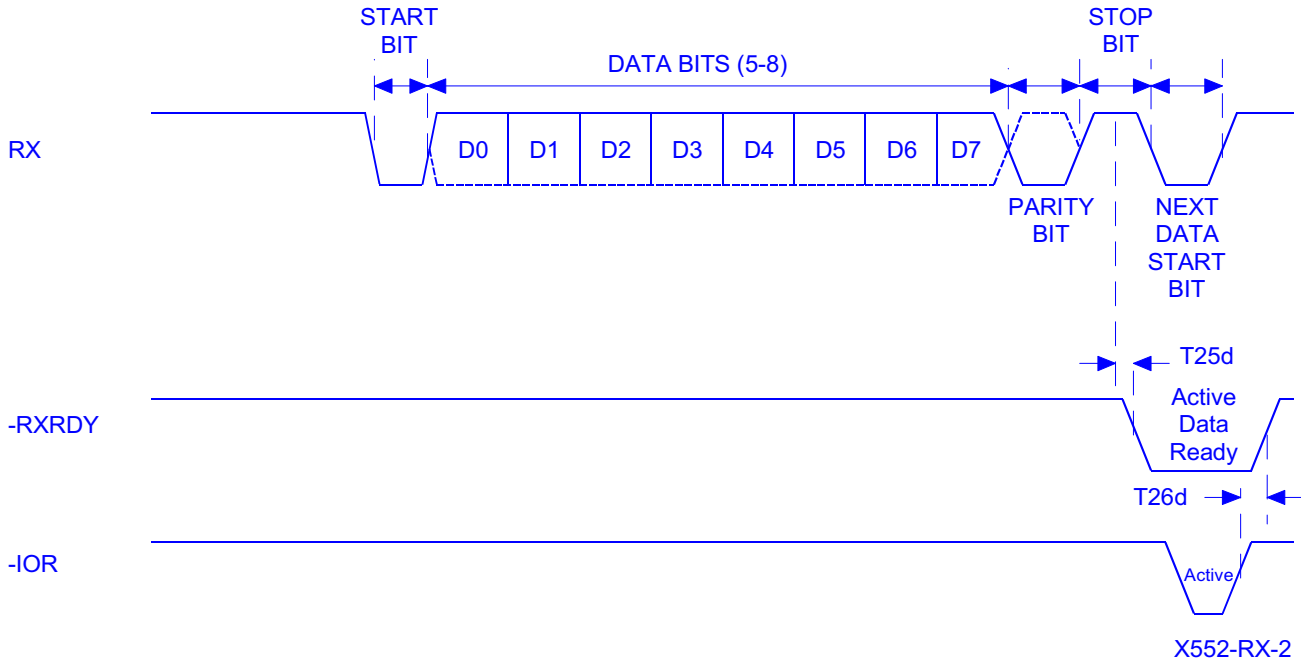 START
BIT
STOP
BIT
DATA BITS (5-8)
RX
D0 D1 D2 D3 D4 D5 D6 D7
PARITY
BIT
NEXT
DATA
START
BIT
T25d
-RXRDY
Active
Data
Ready
T26d
-IOR
Active
X552-RX-2